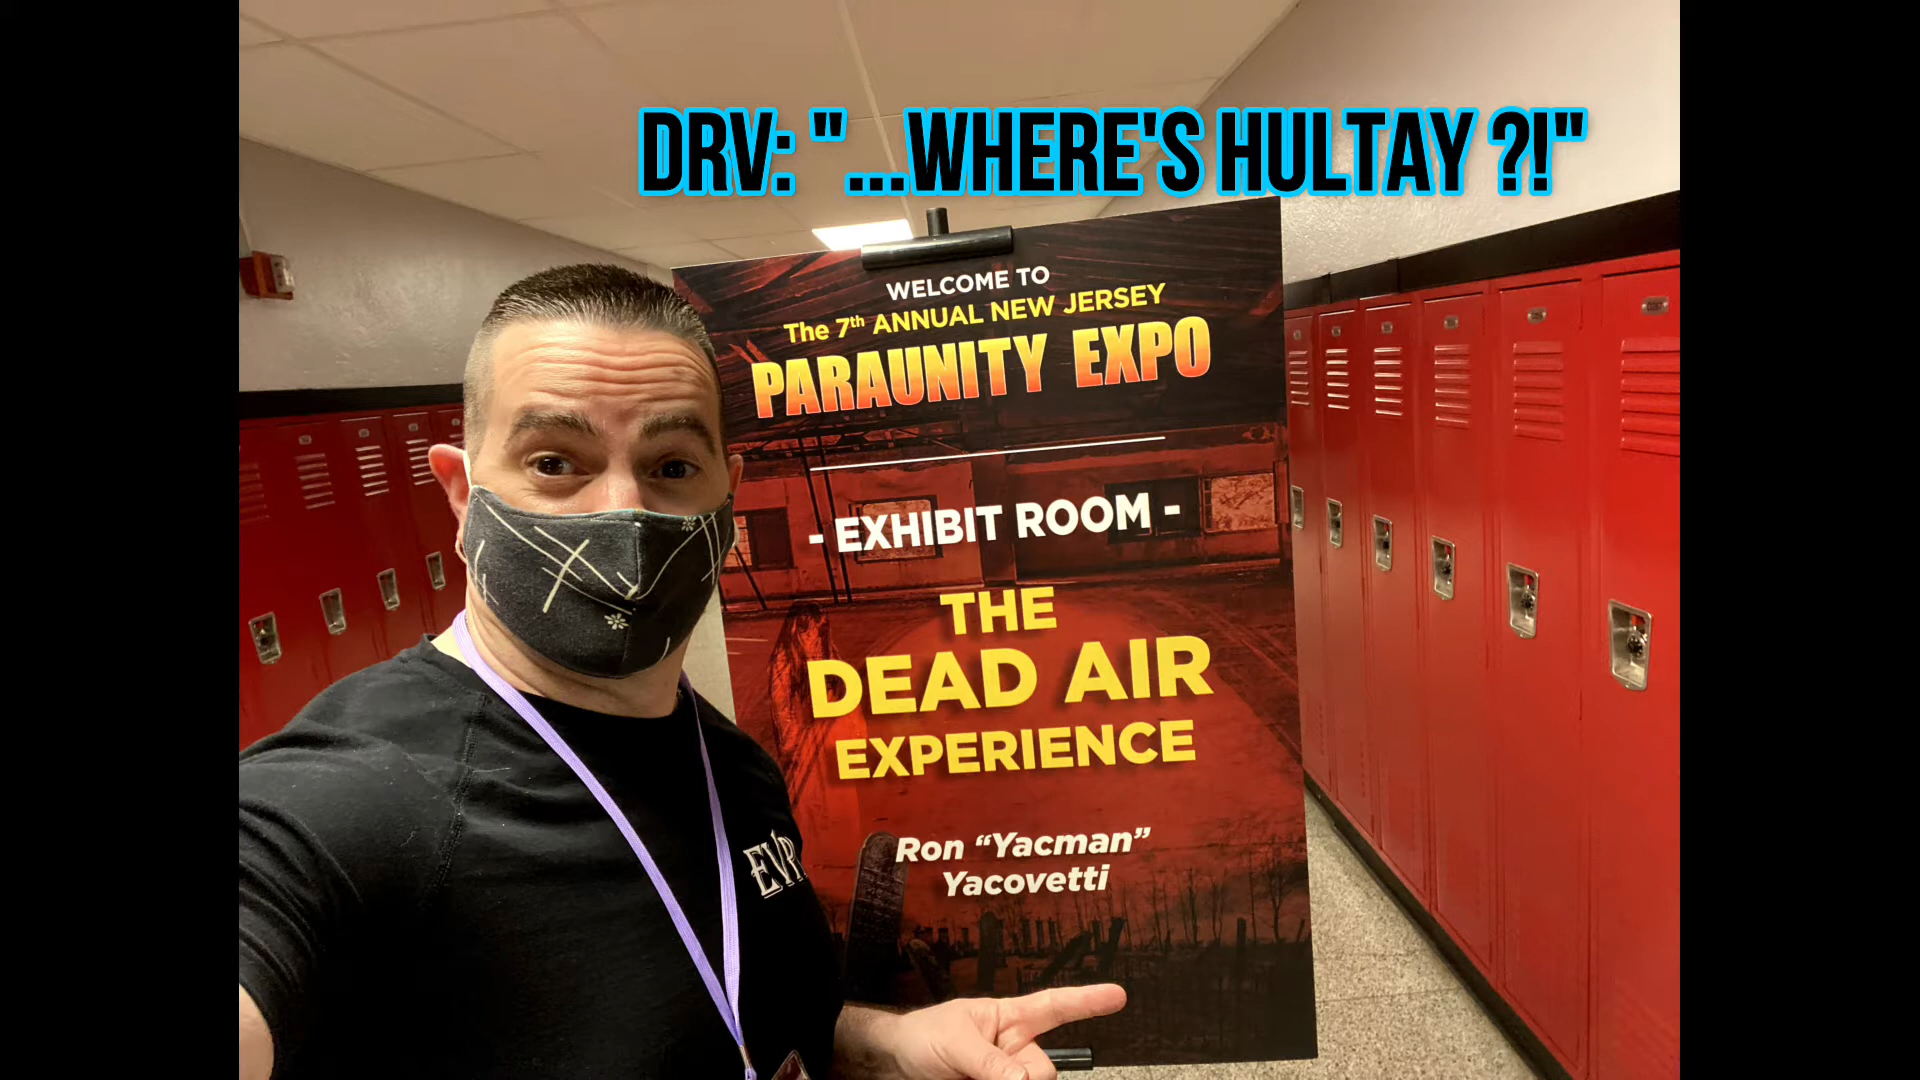 DRV: "...WHERE'S HULTAY ?!"
WELCOME TO
The 7th ANNUAL NEW JERSEY
PARAUNITY EXPO
- EXHIBIT ROOM -
THE
DEAD AIR
EXPERIENCE
Ron “Yacman”
Yacovetti
EVP